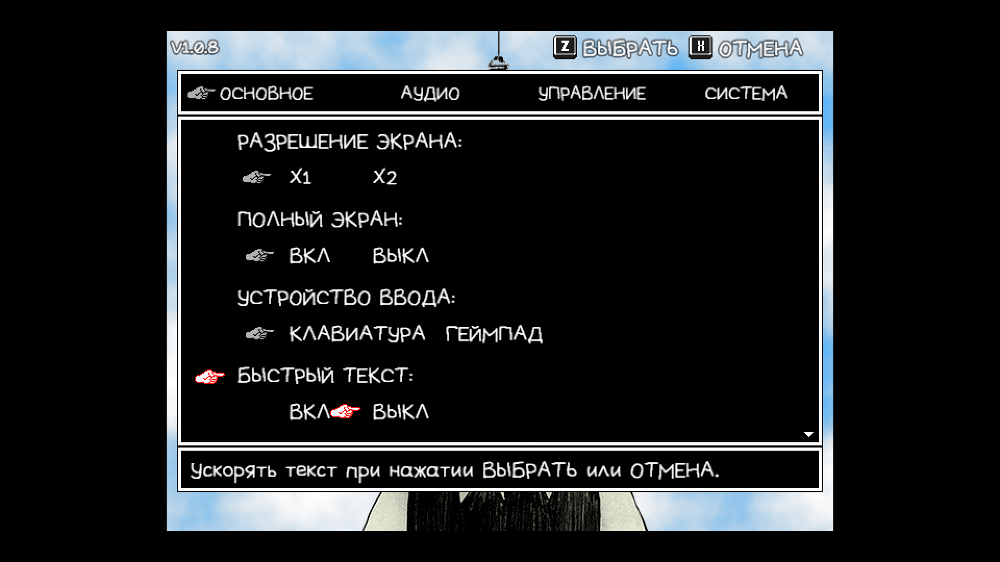 V1.0.8
Z ВЫБРАТЬ X ОТМЕНА
ОСНОВНОЕ АУДИО УПРАВЛЕНИЕ СИСТЕМА
РАЗРЕШЕНИЕ ЭКРАНА:
X1 X2
ПОЛНЫЙ ЭКРАН:
ВКЛ ВЫКЛ
УСТРОЙСТВО ВВОДА:
КЛАВИАТУРА ГЕЙМПАД
БЫСТРЫЙ ТЕКСТ:
ВКЛ ВЫКЛ
Ускорять текст при нажатии ВЫБРАТЬ или ОТМЕНА.